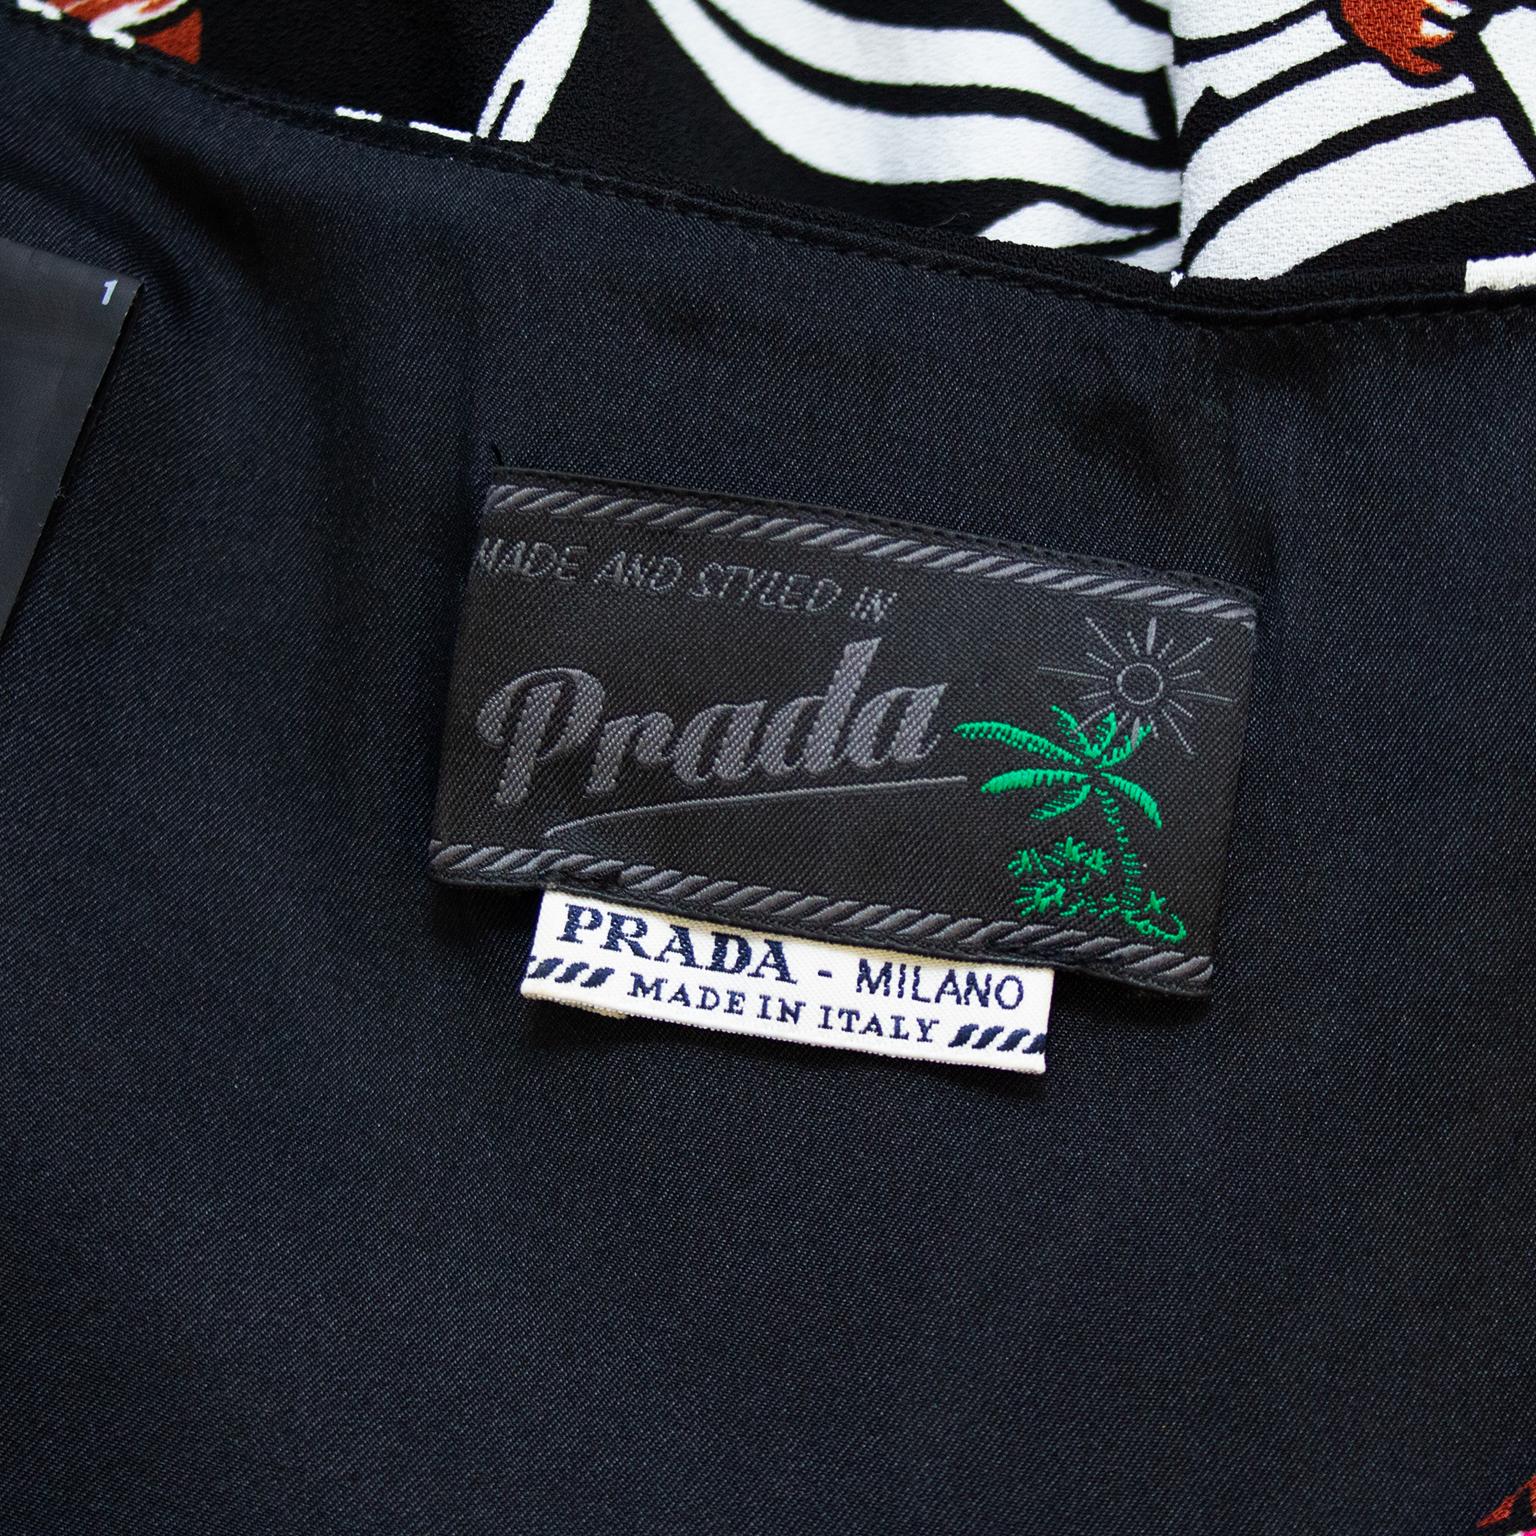 1
MADE AND STYLED IN
Prada
PRADA - MILANO
MADE IN ITALY